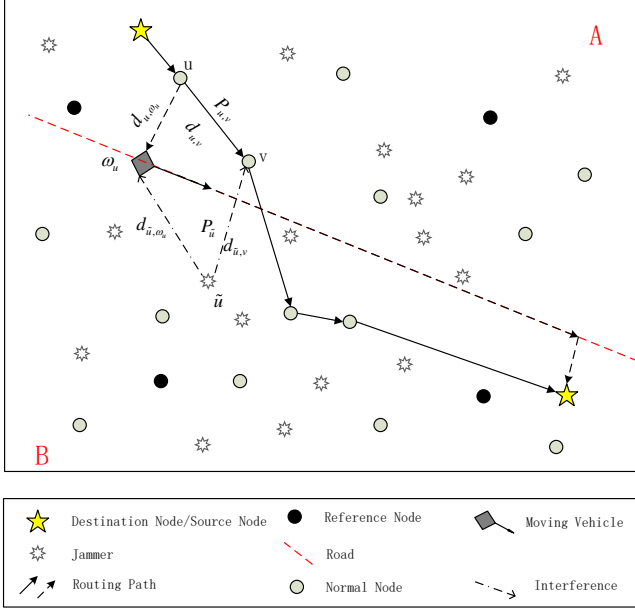 A
u
P_{u,v}
d_{u,ω_u}
d_{u,v}
ω_u
v
d_{ũ,ω_u}
P_ũ
d_{ũ,v}
ũ
B
Destination Node/Source Node
Reference Node
Moving Vehicle
Jammer
Road
Routing Path
Normal Node
Interference